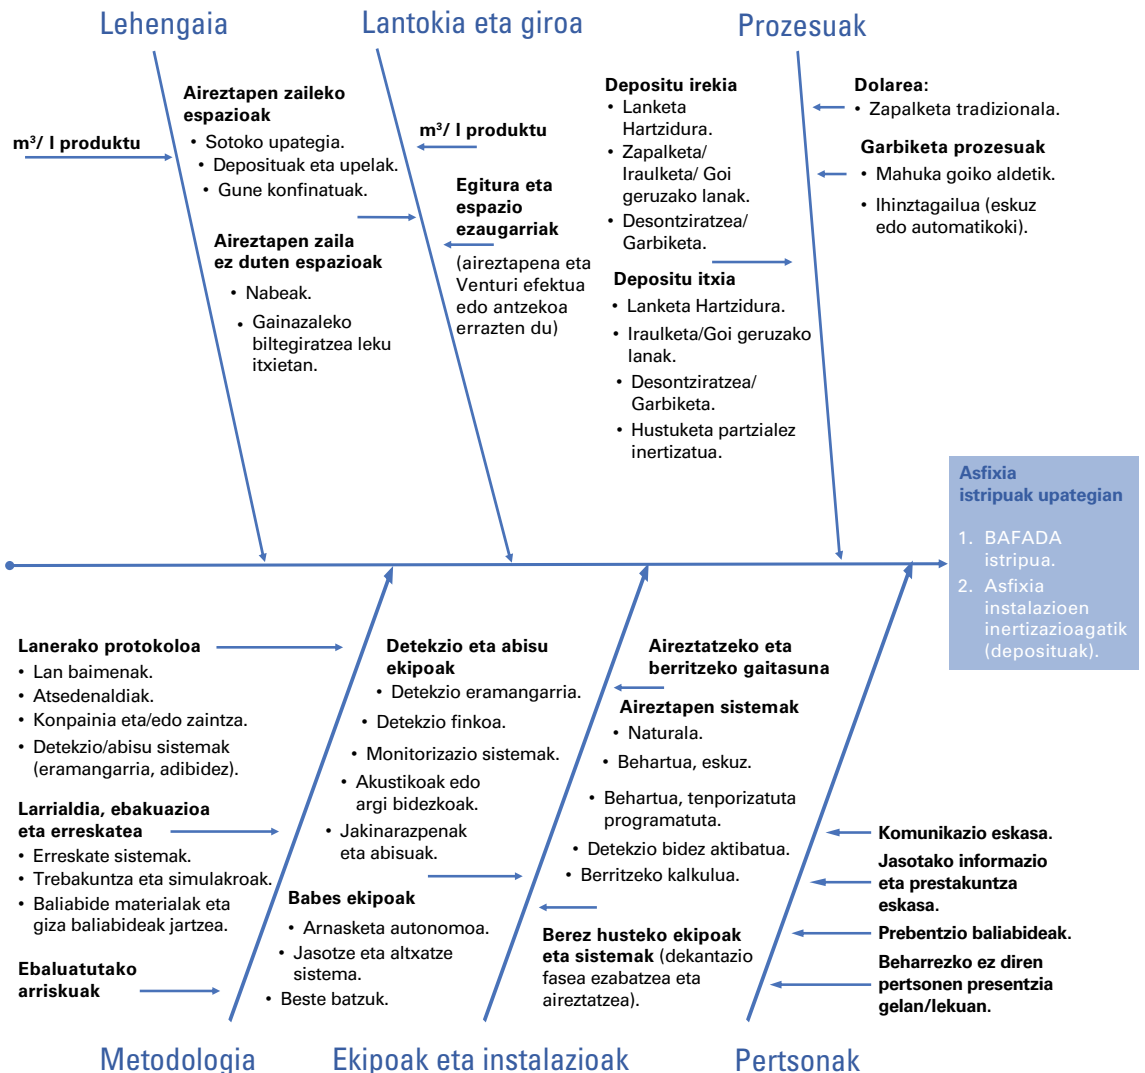 Lehengaia
Lantokia eta giroa
Prozesuak
m³/ l produktu
Aireztapen zaileko
espazioak
• Sotoko upategia.
• Deposituak eta upelak.
• Gune konfinatuak.
Aireztapen zaila
ez duten espazioak
• Nabeak.
• Gainazaleko
biltegiratzea leku
itxietan.
m³/ l produktu
Egitura eta
espazio
ezaugarriak
(aireztapena eta
Venturi efektua
edo antzekoa
errazten du)
Depositu irekia
• Lanketa
Hartzidura.
• Zapalketa/
Iraulketa/ Goi
geruzako lanak.
• Desontziratzea/
Garbiketa.
Depositu itxia
• Lanketa Hartzidura.
• Iraulketa/Goi geruzako
lanak.
• Desontziratzea/
Garbiketa.
• Hustuketa partzialez
inertizatua.
Dolarea:
• Zapalketa tradizionala.
Garbiketa prozesuak
• Mahuka goiko aldetik.
• Ihinztagailua (eskuz
edo automatikoki).
Asfixia
istripuak upategian
1. BAFADA
istripua.
2. Asfixia
instalazioen
inertizazioagatik
(deposituak).
Lanerako protokoloa
• Lan baimenak.
• Atsedenaldiak.
• Konpainia eta/edo zaintza.
• Detekzio/abisu sistemak
(eramangarria, adibidez).
Larrialdia, ebakuazioa
eta erreskatea
• Erreskate sistemak.
• Trebakuntza eta simulakroak.
• Baliabide materialak eta
giza baliabideak jartzea.
Ebaluatutako
arriskuak
Detekzio eta abisu
ekipoak
• Detekzio eramangarria.
• Detekzio finkoa.
• Monitorizazio sistemak.
• Akustikoak edo
argi bidezkoak.
• Jakinarazpenak
eta abisuak.
Babes ekipoak
• Arnasketa autonomoa.
• Jasotze eta altxatze
sistema.
• Beste batzuk.
Aireztatzeko eta
berritzeko gaitasuna
Aireztapen sistemak
• Naturala.
• Behartua, eskuz.
• Behartua, tenporizatuta
programatuta.
• Detekzio bidez aktibatua.
• Berritzeko kalkulua.
Berez husteko ekipoak
eta sistemak (dekantazio
fasea ezabatzea eta
aireztatzea).
Komunikazio eskasa.
Jasotako informazio
eta prestakuntza
eskasa.
Prebentzio baliabideak.
Beharrezko ez diren
pertsonen presentzia
gelan/lekuan.
Metodologia
Ekipoak eta instalazioak
Pertsonak